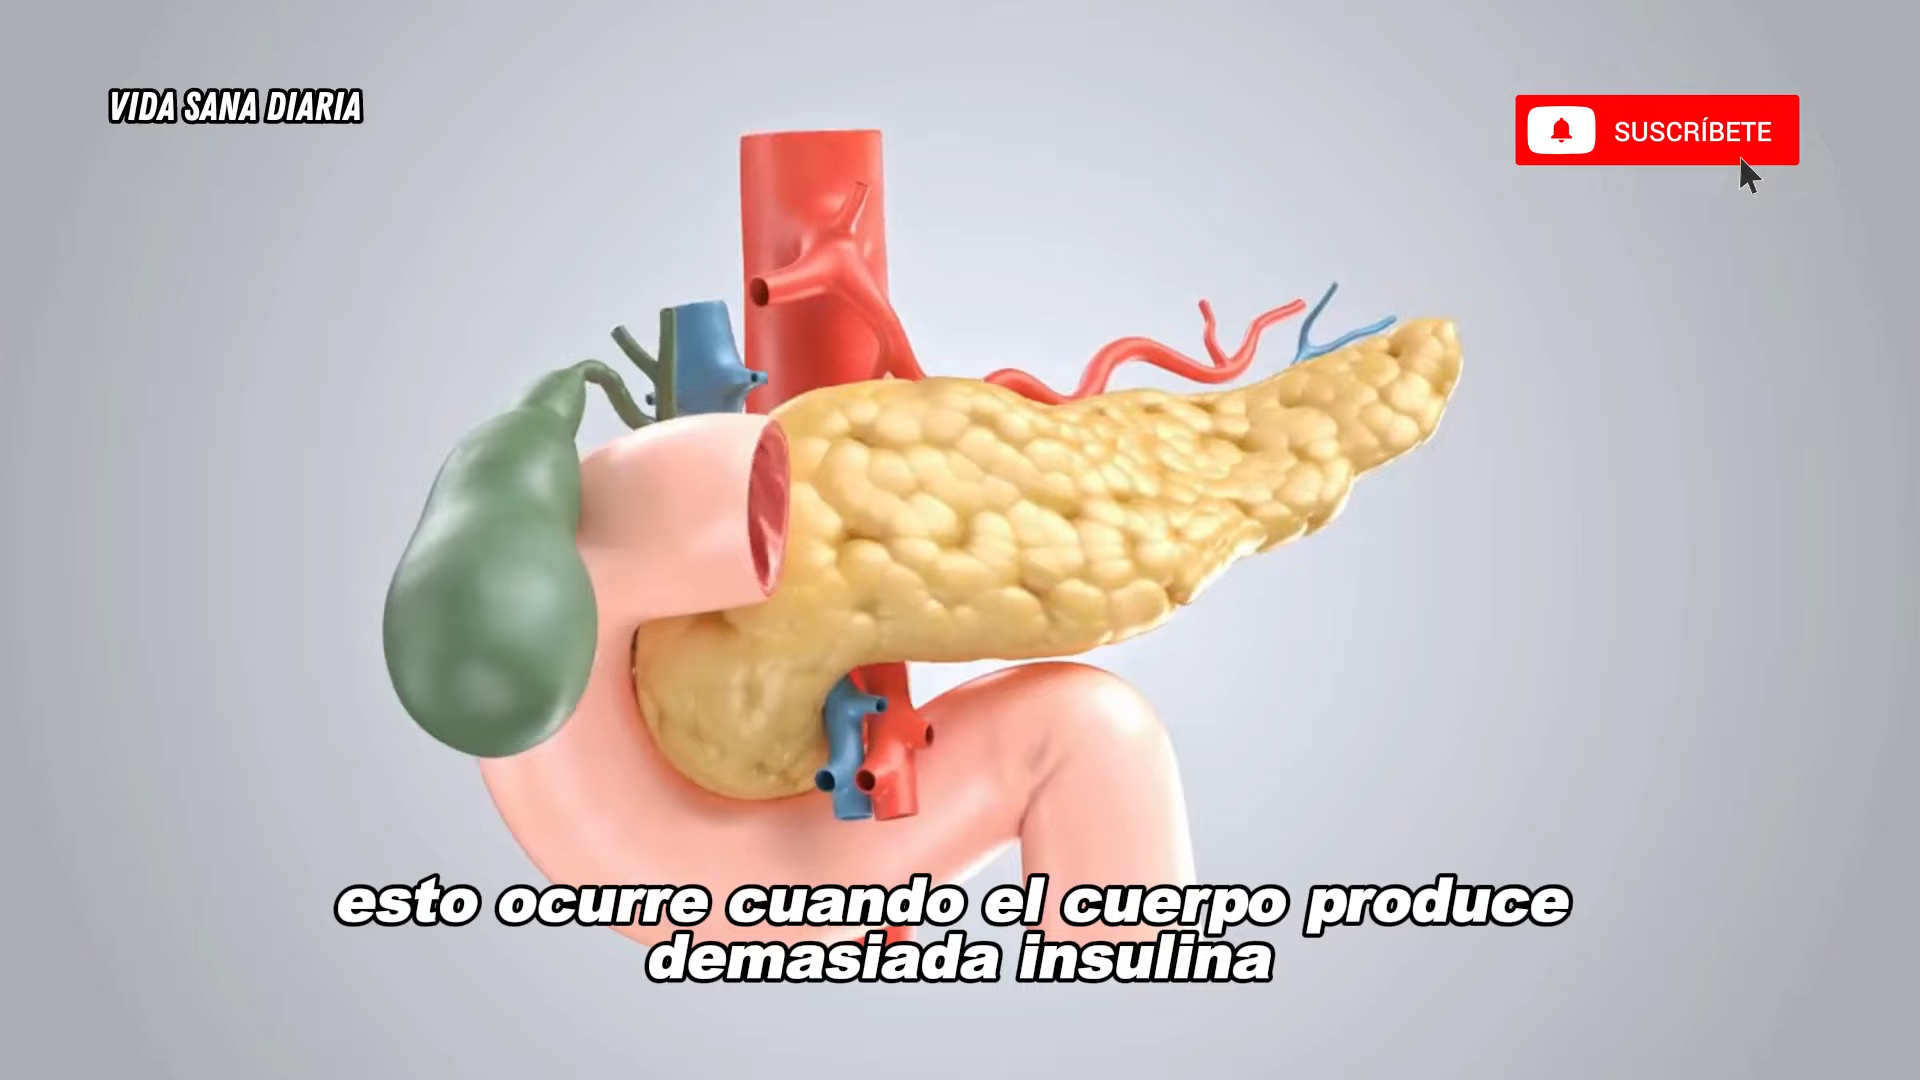 VIDA SANA DIARIA
SUSCRÍBETE
esto ocurre cuando el cuerpo produce
demasiada insulina